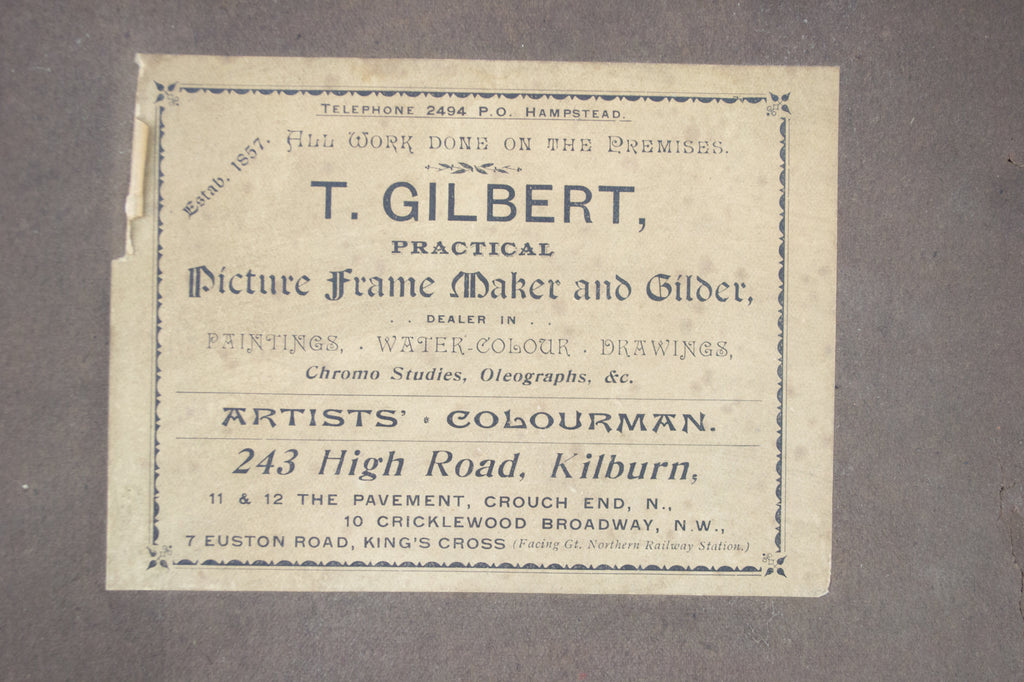 TELEPHONE 2494 P.O. HAMPSTEAD.
Estab. 1857.
ALL WORK DONE ON THE PREMISES.
T. GILBERT,
PRACTICAL
Picture Frame Maker and Gilder,
. . DEALER IN . .
PAINTINGS, . WATER-COLOUR . DRAWINGS,
Chromo Studies, Oleographs, &c.
ARTISTS' . COLOURMAN.
243 High Road, Kilburn,
11 & 12 THE PAVEMENT, CROUCH END, N.,
10 CRICKLEWOOD BROADWAY, N.W.,
7 EUSTON ROAD, KING'S CROSS (Facing Gt. Northern Railway Station.)